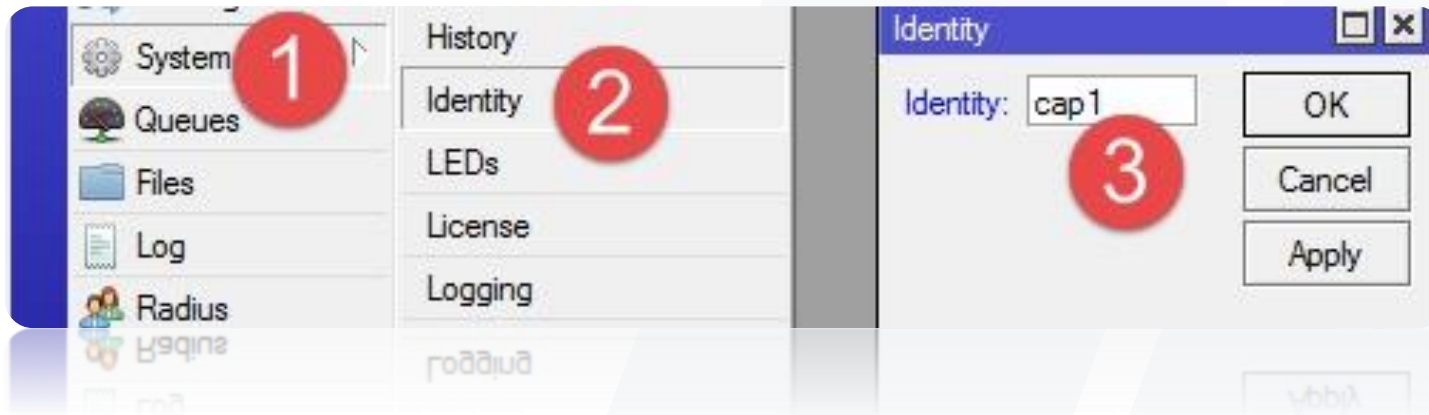 System
1
Queues
Files
Log
Radius
History
Identity
2
LEDs
License
Logging
Identity
Identity: cap1
3
OK
Cancel
Apply